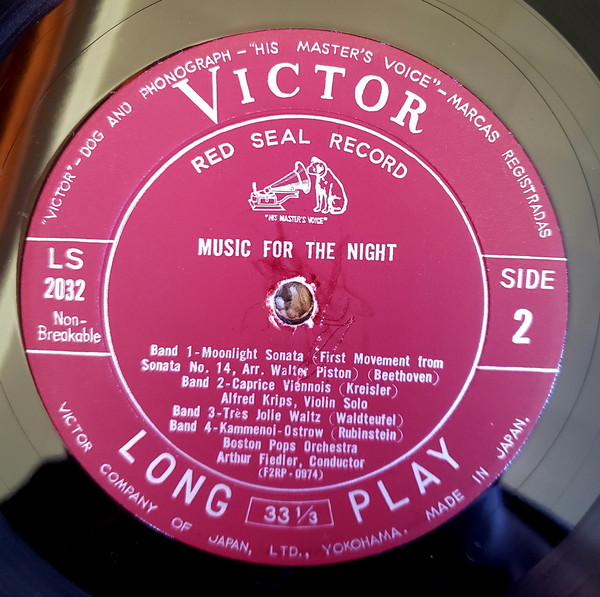 "VICTOR"-DOG AND PHONOGRAPH-"HIS MASTER'S VOICE"-MARCAS REGISTRADAS
VICTOR
RED SEAL RECORD
"HIS MASTER'S VOICE"
MUSIC FOR THE NIGHT
LS
2032
Non-
Breakable
SIDE
2
Band 1-Moonlight Sonata (First Movement from
Sonata No. 14, Arr. Walter Piston) (Beethoven)
Band 2-Caprice Viennois (Kreisler)
Alfred Krips, Violin Solo
Band 3-Très Jolie Waltz (Waldteufel)
Band 4-Kammenoi-Ostrow (Rubinstein)
Boston Pops Orchestra
Arthur Fiedler, Conductor
(F2RP-0974)
LONG 33 1/3 PLAY
VICTOR COMPANY OF JAPAN, LTD., YOKOHAMA, MADE IN JAPAN.